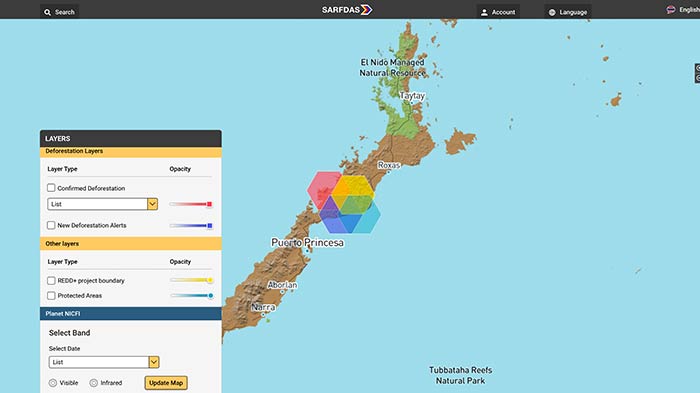 Search
SARFDAS
Account
Language
English
El Nido Managed
Natural Resource
Taytay
Roxas
Puerto Princesa
Aborlan
Narra
Tubbataha Reefs
Natural Park
LAYERS
Deforestation Layers
Layer Type Opacity
Confirmed Deforestation
List
New Deforestation Alerts
Other layers
Layer Type Opacity
REDD+ project boundary
Protected Areas
Planet NICFI
Select Band
Select Date
List
Visible Infrared Update Map